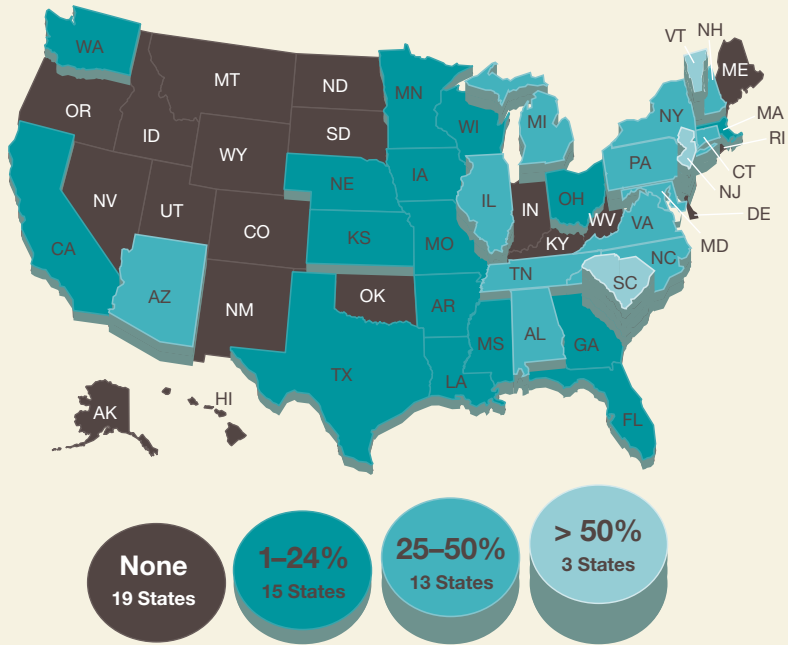 VT
NH
WA
ME
MT
ND
MN
OR
MA
NY
ID
SD
WI
MI
RI
WY
PA
CT
IA
NE
NJ
NV
IL
OH
UT
IN
DE
WV
CO
VA
KS
MO
KY
MD
CA
NC
TN
SC
AZ
OK
NM
AR
AL
MS
GA
TX
LA
HI
AK
FL
None
19 States
1–24%
15 States
25–50%
13 States
> 50%
3 States